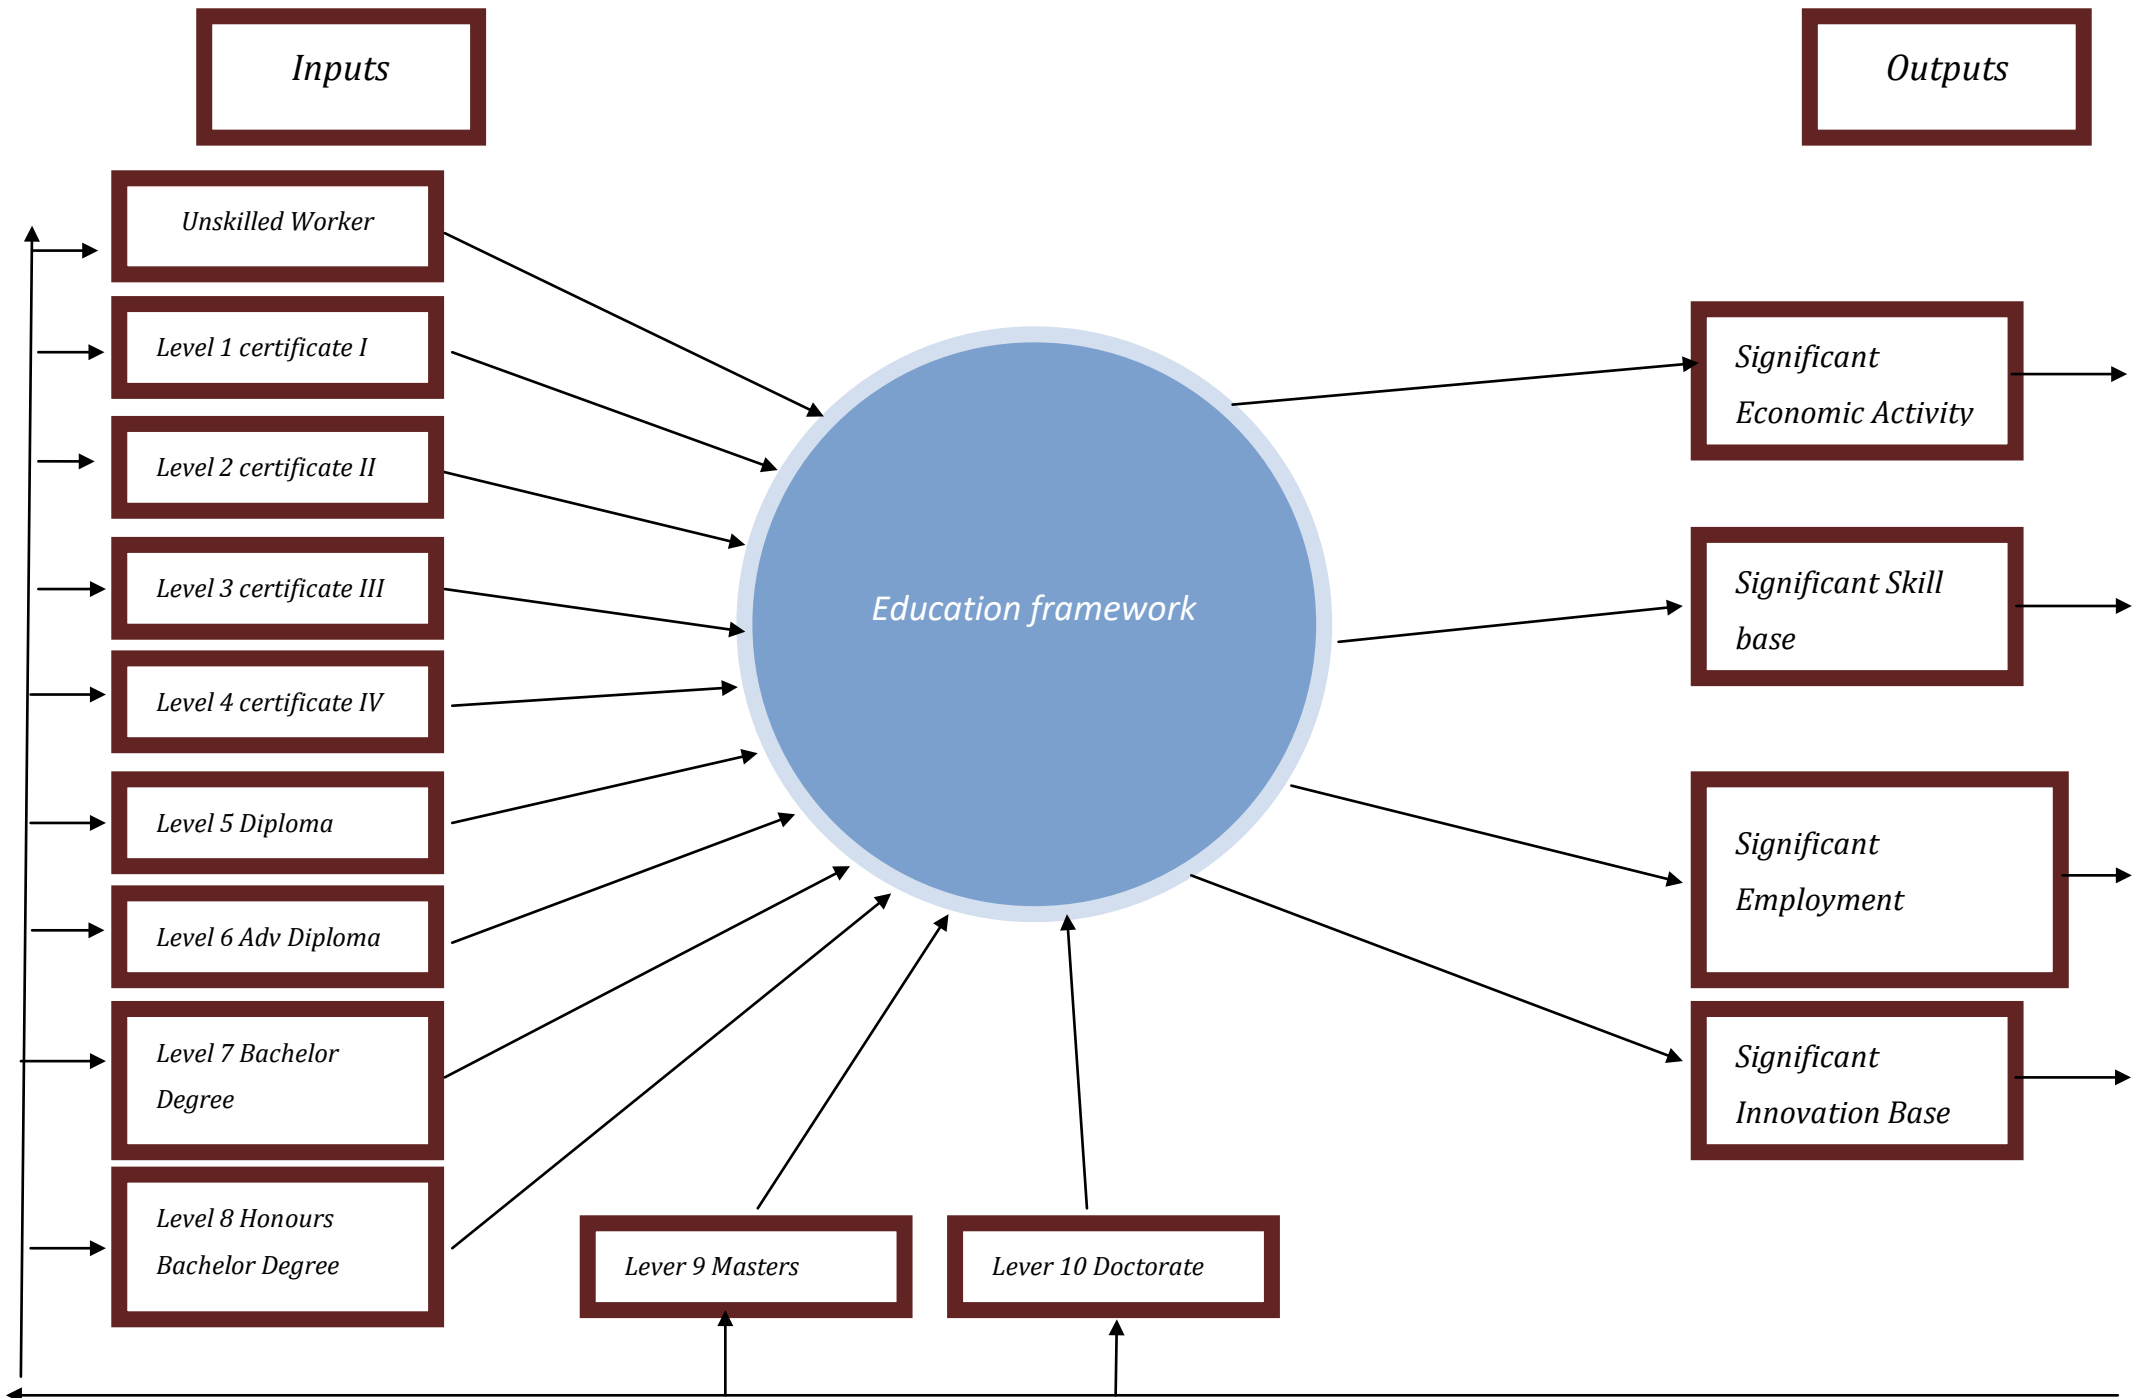 Inputs
Outputs
Unskilled Worker
Level 1 certificate I
Level 2 certificate II
Level 3 certificate III
Level 4 certificate IV
Level 5 Diploma
Level 6 Adv Diploma
Level 7 Bachelor
Degree
Level 8 Honours
Bachelor Degree
Lever 9 Masters
Lever 10 Doctorate
Education framework
Significant
Economic Activity
Significant Skill
base
Significant
Employment
Significant
Innovation Base